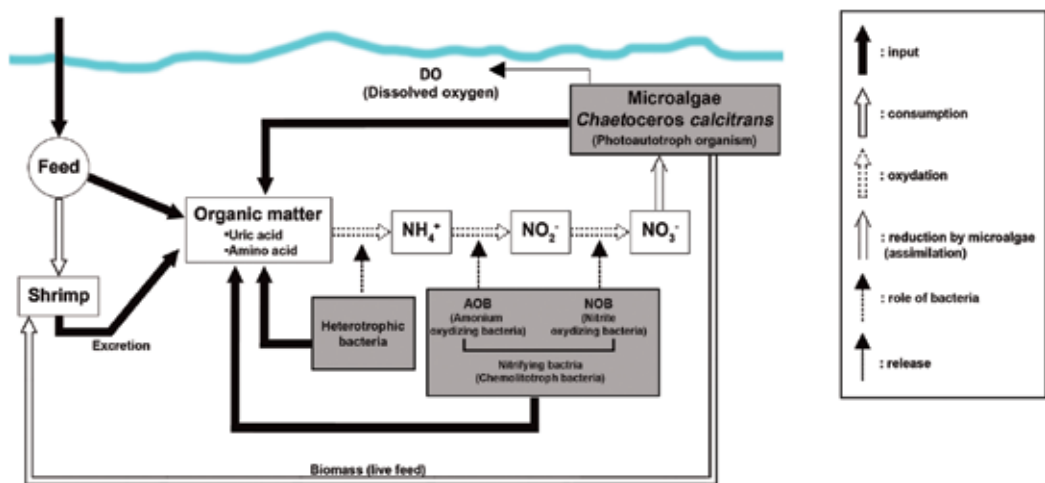 DO
(Dissolved oxygen)
Microalgae
Chaetoceros calcitrans
(Photoautotroph organism)
Feed
Organic matter
•Uric acid
•Amino acid
NH₄⁺
NO₂⁻
NO₃⁻
Shrimp
Excretion
Heterotrophic
bacteria
AOB
(Amonium
oxydizing bacteria)
NOB
(Nitrite
oxydizing bacteria)
Nitrifying bactria
(Chemolitotroph bacteria)
Biomass (live feed)
: input
: consumption
: oxydation
: reduction by microalgae
(assimilation)
: role of bacteria
: release